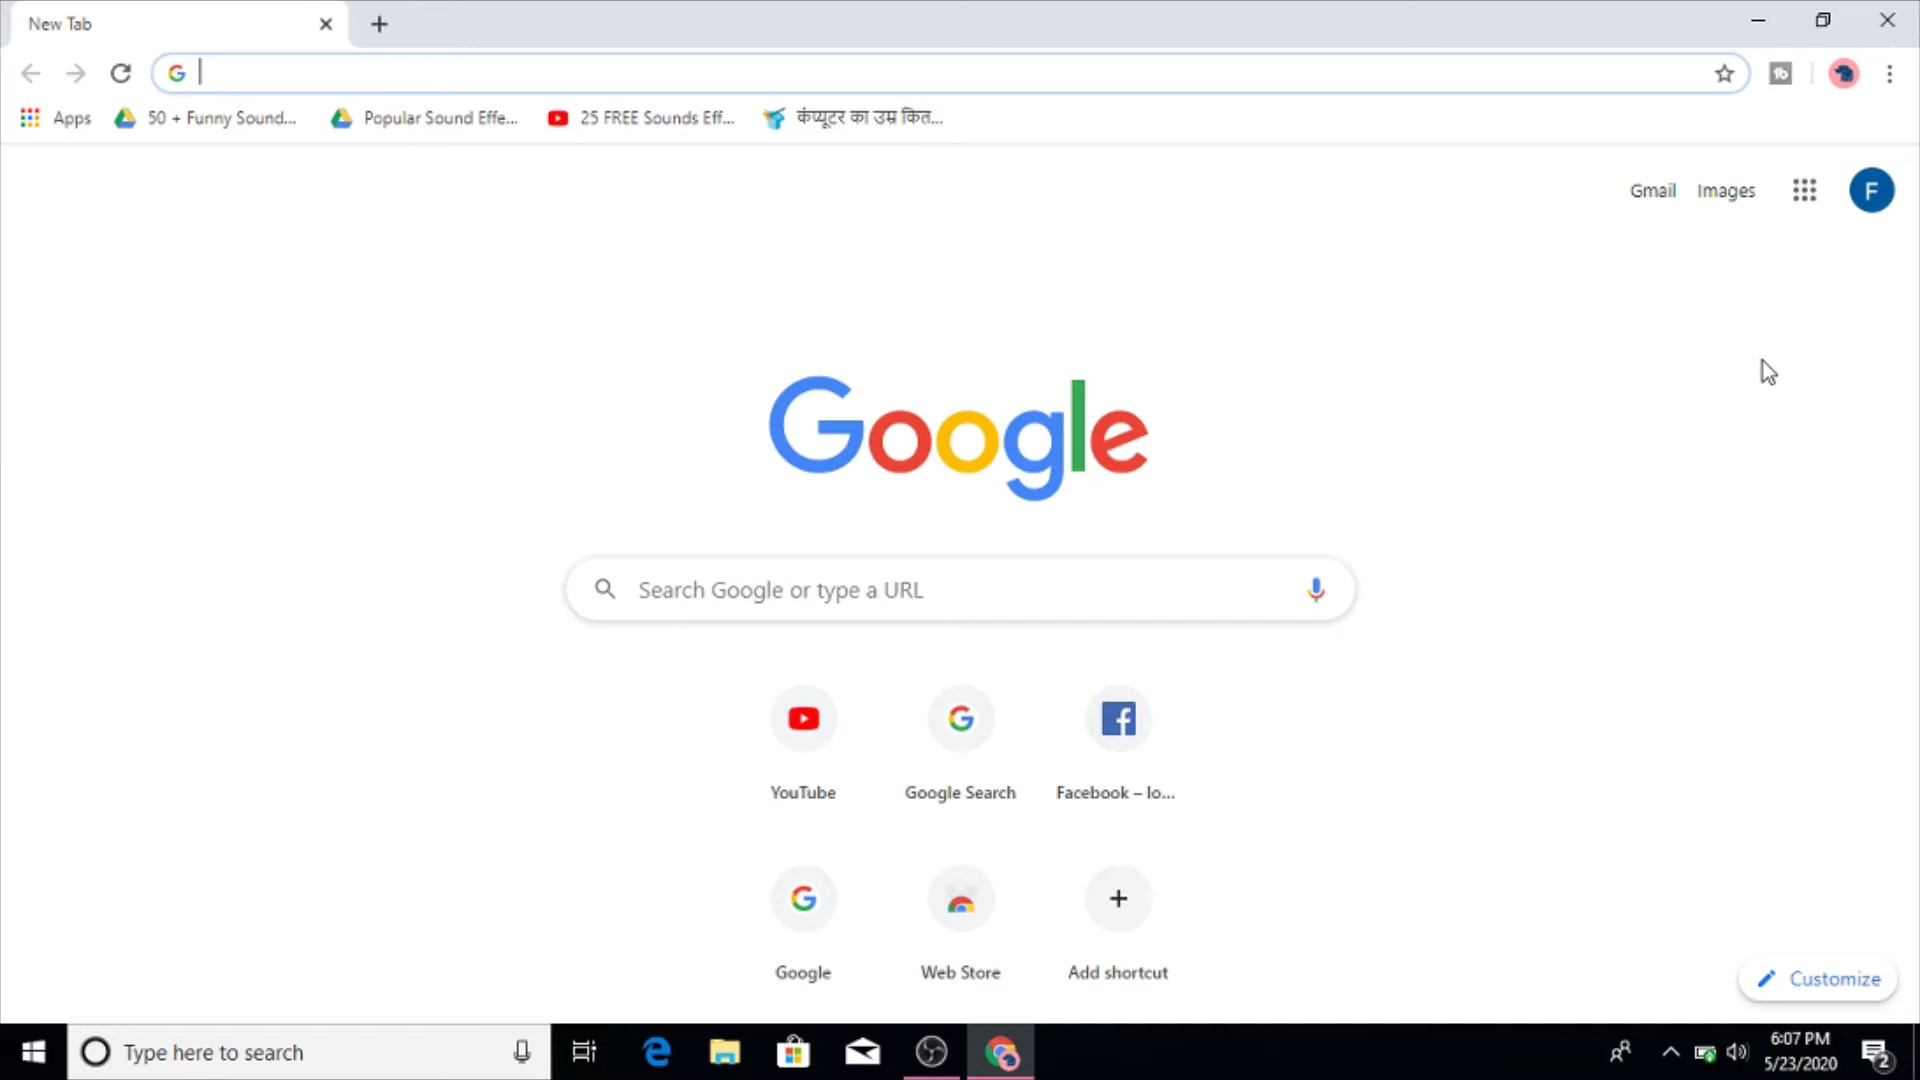 New Tab
Apps 50 + Funny Sound... Popular Sound Effe... 25 FREE Sounds Eff... कंप्यूटर का उम्र कित...
Gmail Images F
Google
Search Google or type a URL
YouTube Google Search Facebook – lo...
Google Web Store Add shortcut
Customize
Type here to search
6:07 PM
5/23/2020
2